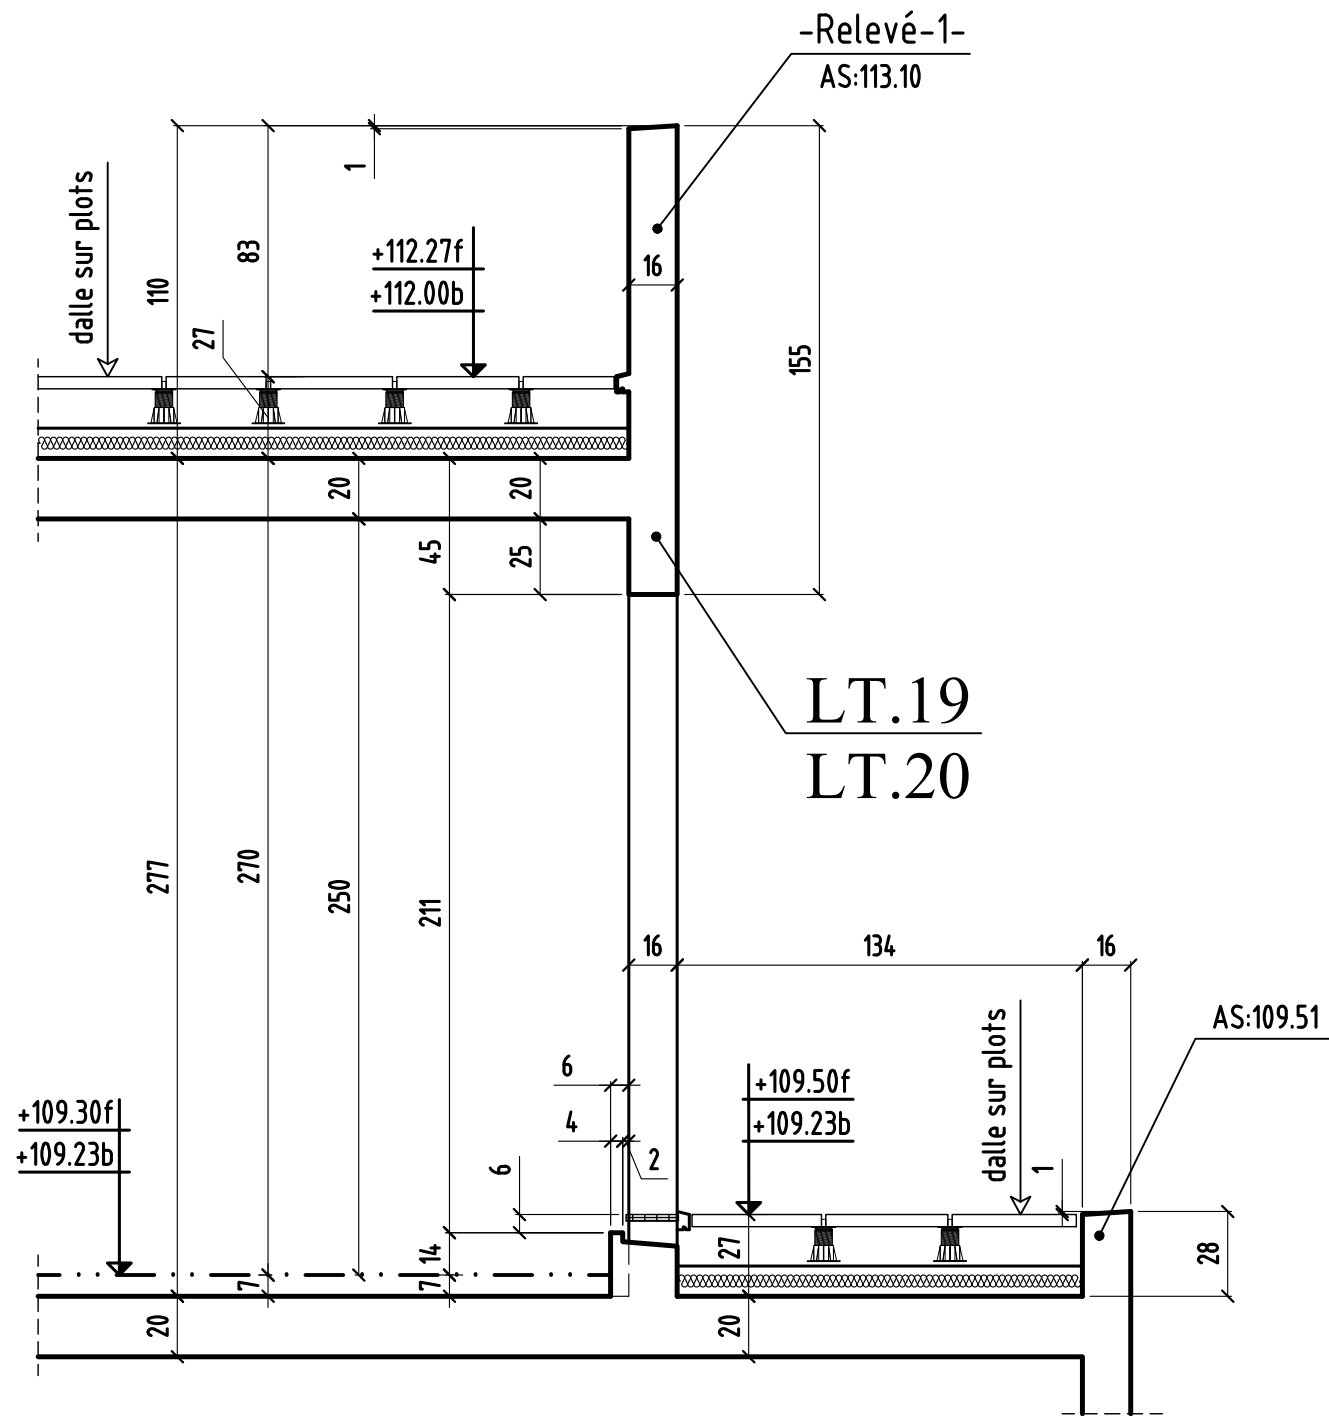 -Relevé-1-
AS:113.10
1
dalle sur plots
110
83
27
+112.27f
+112.00b
16
155
20
20
45
25
LT.19
LT.20
277
270
250
211
16
134
16
AS:109.51
6
4
2
6
+109.30f
+109.23b
+109.50f
+109.23b
dalle sur plots
1
14
7
7
27
28
20
20